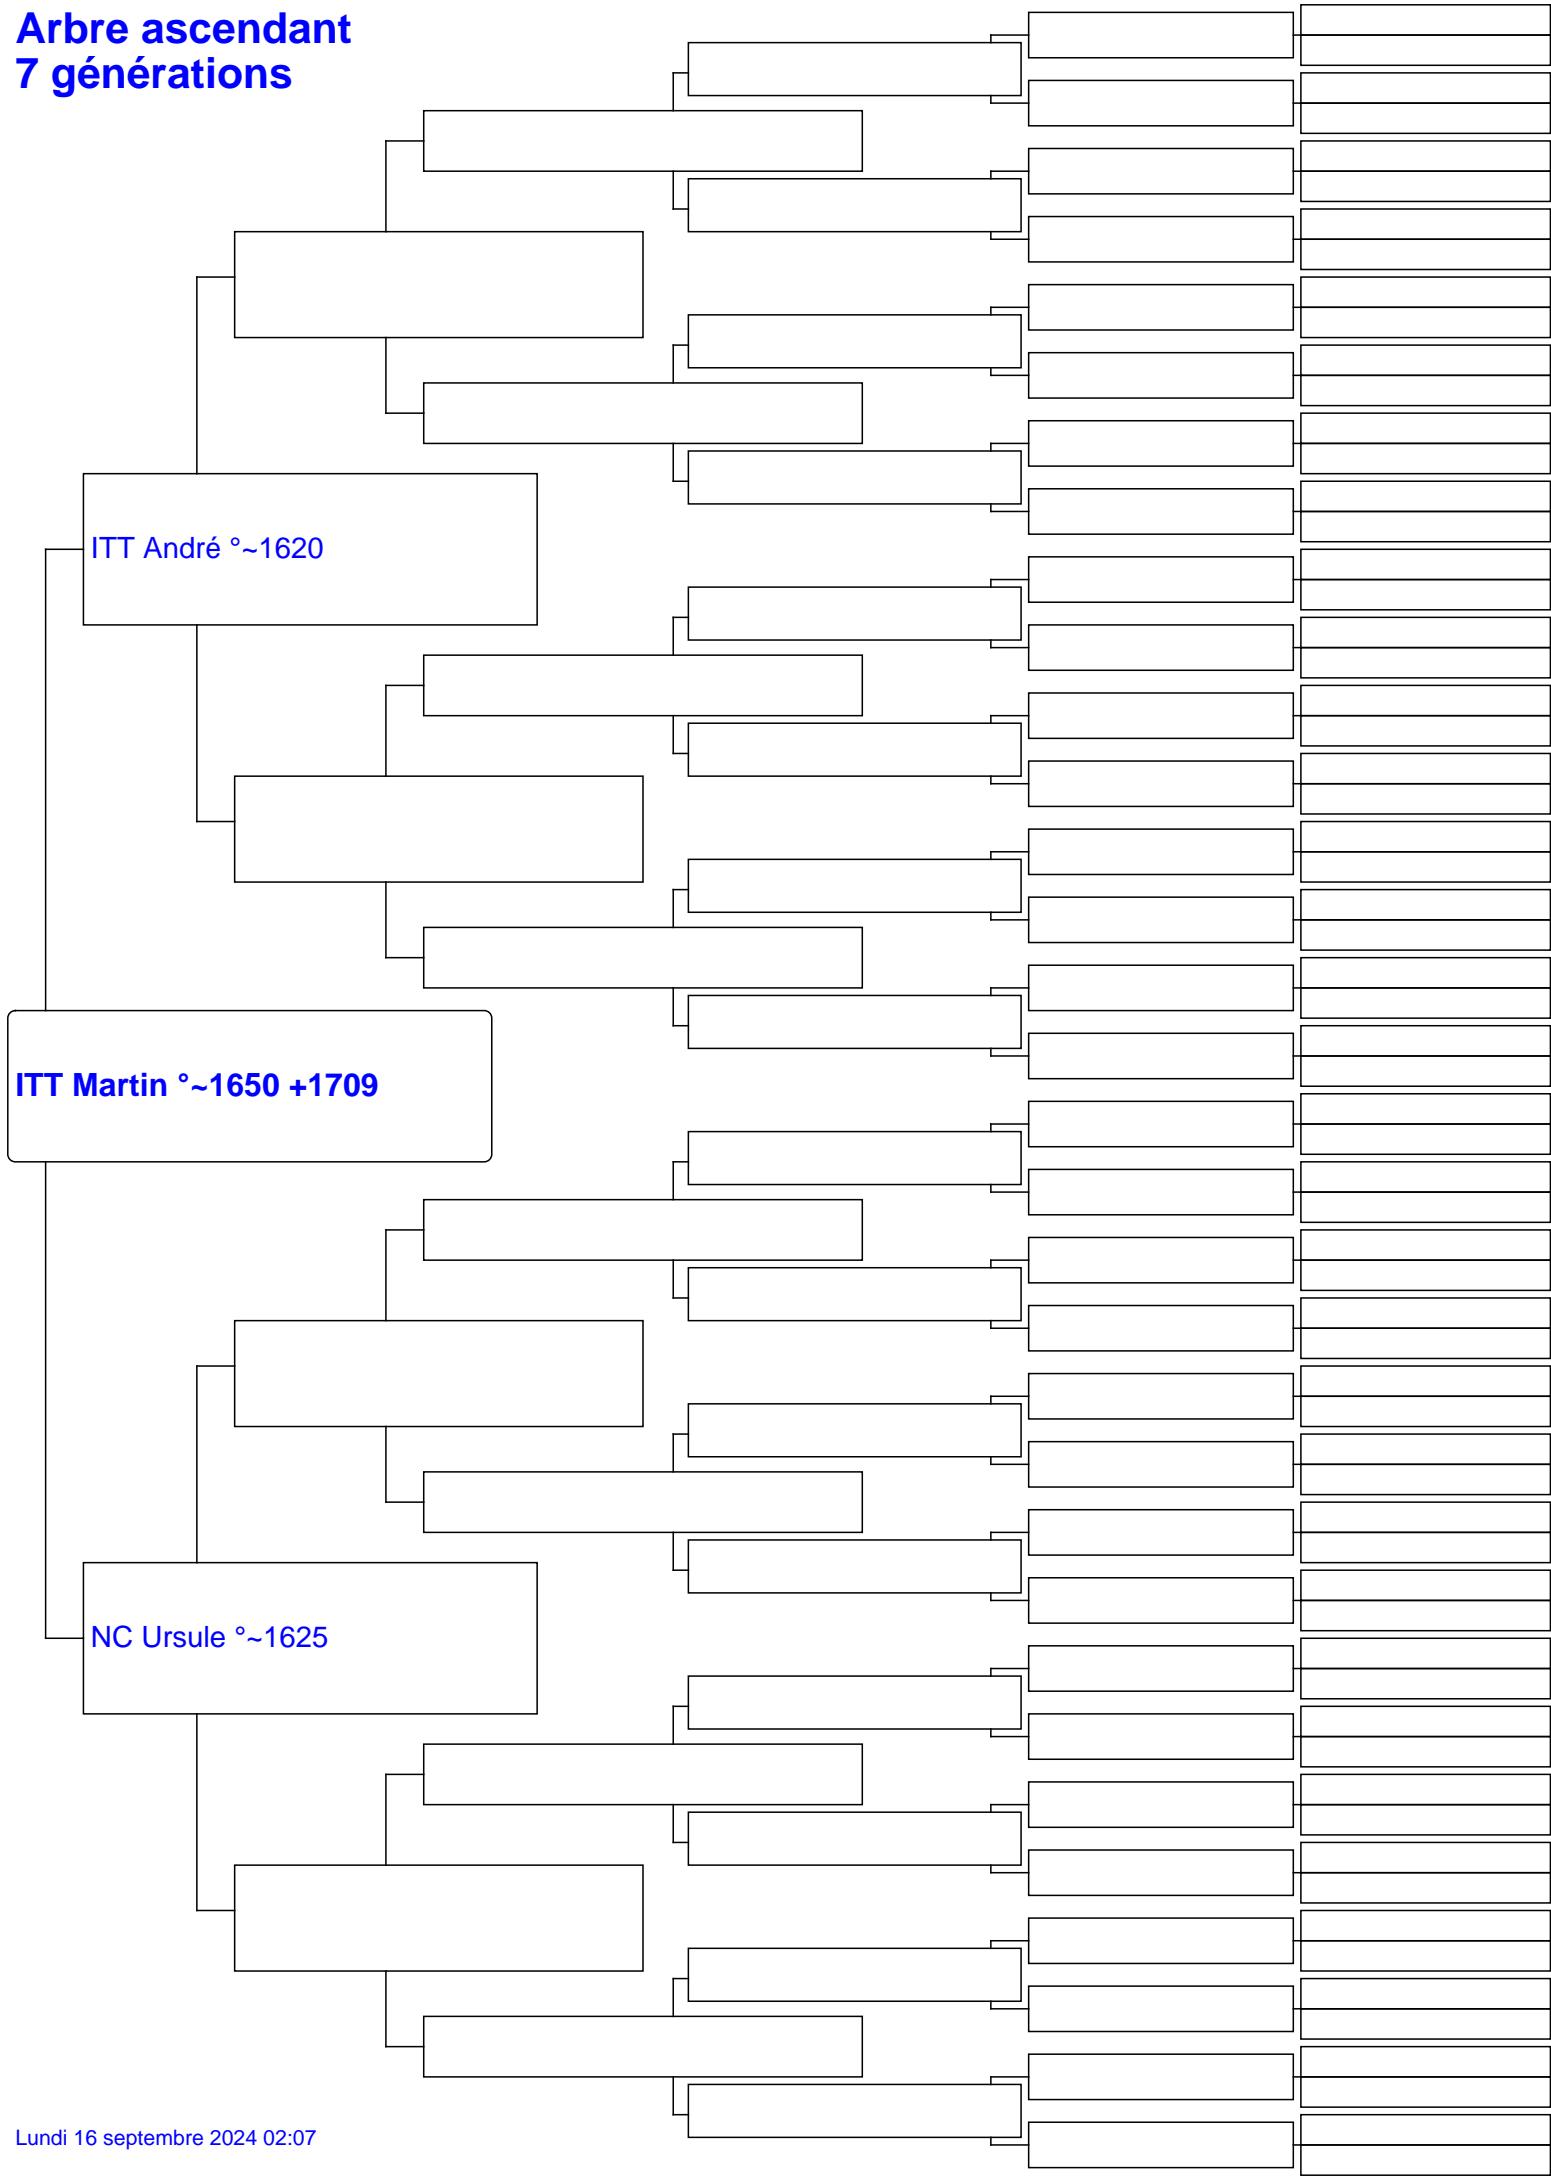 Arbre ascendant
7 générations
ITT André °~1620
ITT Martin °~1650 +1709
NC Ursule °~1625
Lundi 16 septembre 2024 02:07